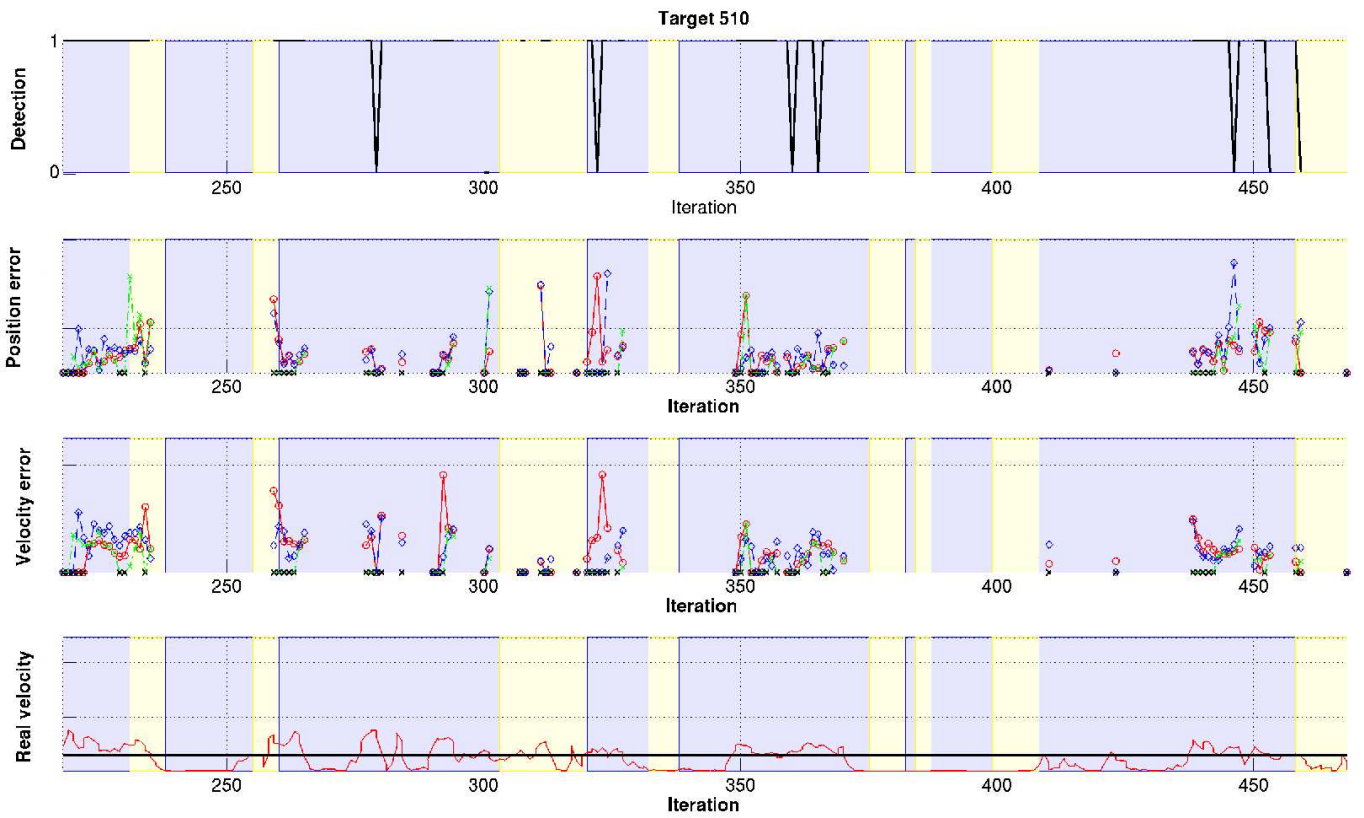 Target 510
Detection
1
0
250 300 350 400 450
Iteration
Position error
250 300 350 400 450
Iteration
Velocity error
250 300 350 400 450
Iteration
Real velocity
250 300 350 400 450
Iteration